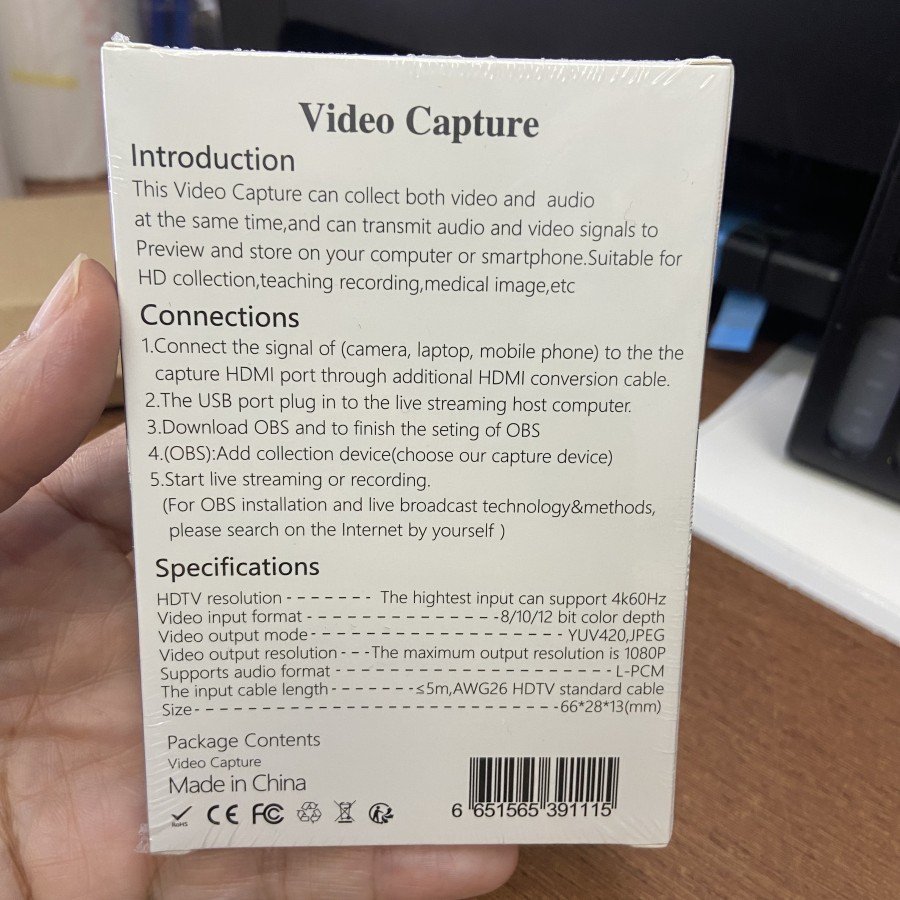 Video Capture
Introduction
This Video Capture can collect both video and audio
at the same time,and can transmit audio and video signals to
Preview and store on your computer or smartphone.Suitable for
HD collection,teaching recording,medical image,etc
Connections
1.Connect the signal of (camera, laptop, mobile phone) to the the
capture HDMI port through additional HDMI conversion cable.
2.The USB port plug in to the live streaming host computer.
3.Download OBS and to finish the seting of OBS
4.(OBS):Add collection device(choose our capture device)
5.Start live streaming or recording.
(For OBS installation and live broadcast technology&methods,
please search on the Internet by yourself )
Specifications
HDTV resolution - - - - - - - The hightest input can support 4k60Hz
Video input format - - - - - - - - - - - - - - -8/10/12 bit color depth
Video output mode- - - - - - - - - - - - - - - - - - - - YUV420,JPEG
Video output resolution - - -The maximum output resolution is 1080P
Supports audio format - - - - - - - - - - - - - - - - - - - - - - - L-PCM
The input cable length- - - - - - -≤5m,AWG26 HDTV standard cable
Size- - - - - - - - - - - - - - - - - - - - - - - - - - - - -66*28*13(mm)
Package Contents
Video Capture
Made in China
RoHS CE FC
6 651565 391115